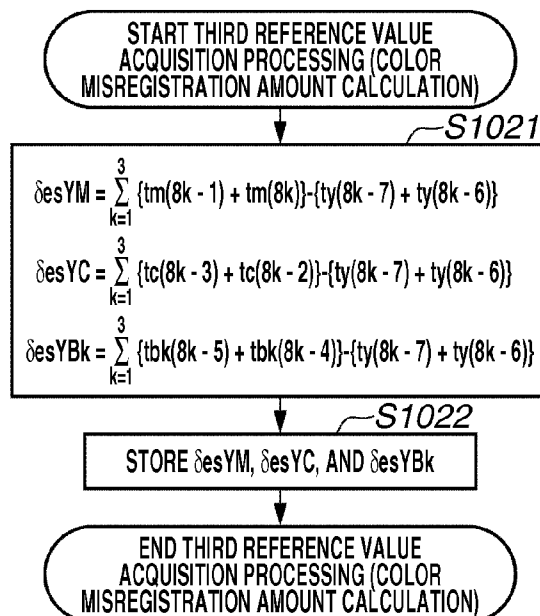 START THIRD REFERENCE VALUE
ACQUISITION PROCESSING (COLOR
MISREGISTRATION AMOUNT CALCULATION)
S1021
δesYM = 3∑k=1 {tm(8k - 1) + tm(8k)}-{ty(8k - 7) + ty(8k - 6)}
δesYC = 3∑k=1 {tc(8k - 3) + tc(8k - 2)}-{ty(8k - 7) + ty(8k - 6)}
δesYBk = 3∑k=1 {tbk(8k - 5) + tbk(8k - 4)}-{ty(8k - 7) + ty(8k - 6)}
S1022
STORE δesYM, δesYC, AND δesYBk
END THIRD REFERENCE VALUE
ACQUISITION PROCESSING (COLOR
MISREGISTRATION AMOUNT CALCULATION)